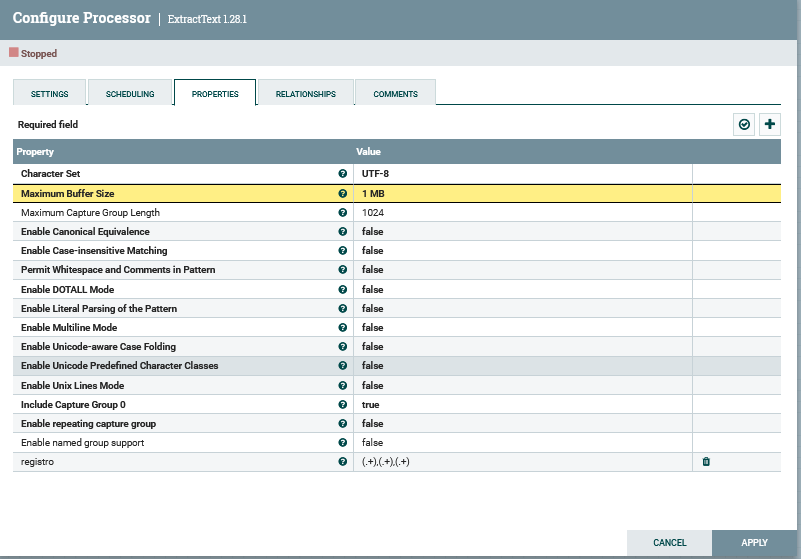 Configure Processor | ExtractText 1.28.1
Stopped
SETTINGS SCHEDULING PROPERTIES RELATIONSHIPS COMMENTS
Required field
Property Value
Character Set UTF-8
Maximum Buffer Size 1 MB
Maximum Capture Group Length 1024
Enable Canonical Equivalence false
Enable Case-insensitive Matching false
Permit Whitespace and Comments in Pattern false
Enable DOTALL Mode false
Enable Literal Parsing of the Pattern false
Enable Multiline Mode false
Enable Unicode-aware Case Folding false
Enable Unicode Predefined Character Classes false
Enable Unix Lines Mode false
Include Capture Group 0 true
Enable repeating capture group false
Enable named group support false
registro (.+),(.+),(.+)
CANCEL APPLY